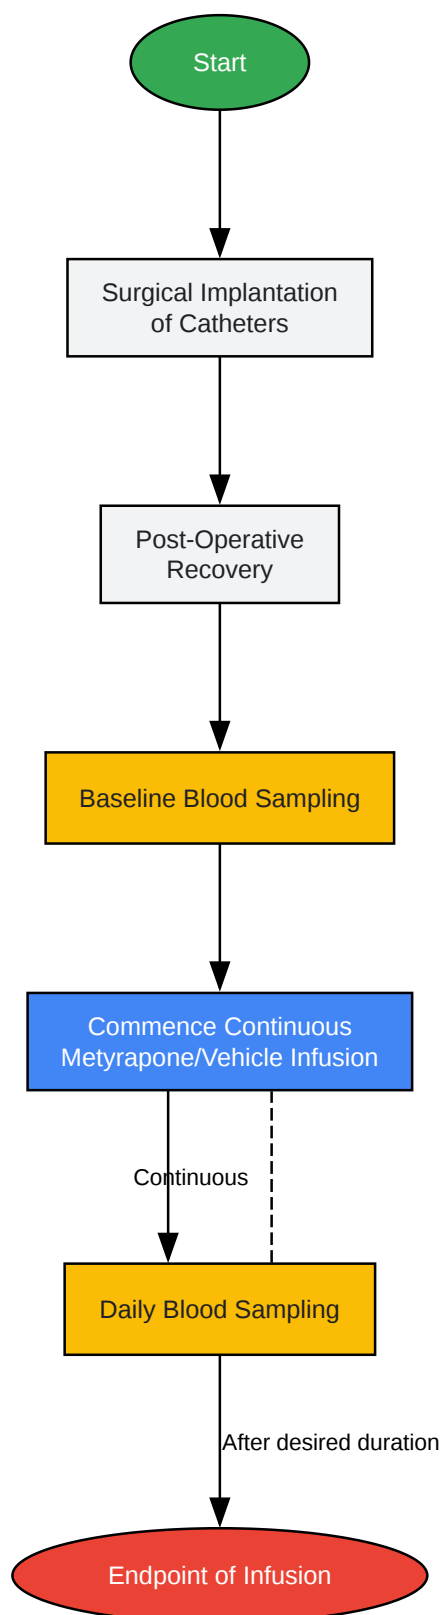 Start
Surgical Implantation
of Catheters
Post-Operative
Recovery
Baseline Blood Sampling
Commence Continuous
Metyrapone/Vehicle Infusion
Continuous
Daily Blood Sampling
After desired duration
Endpoint of Infusion